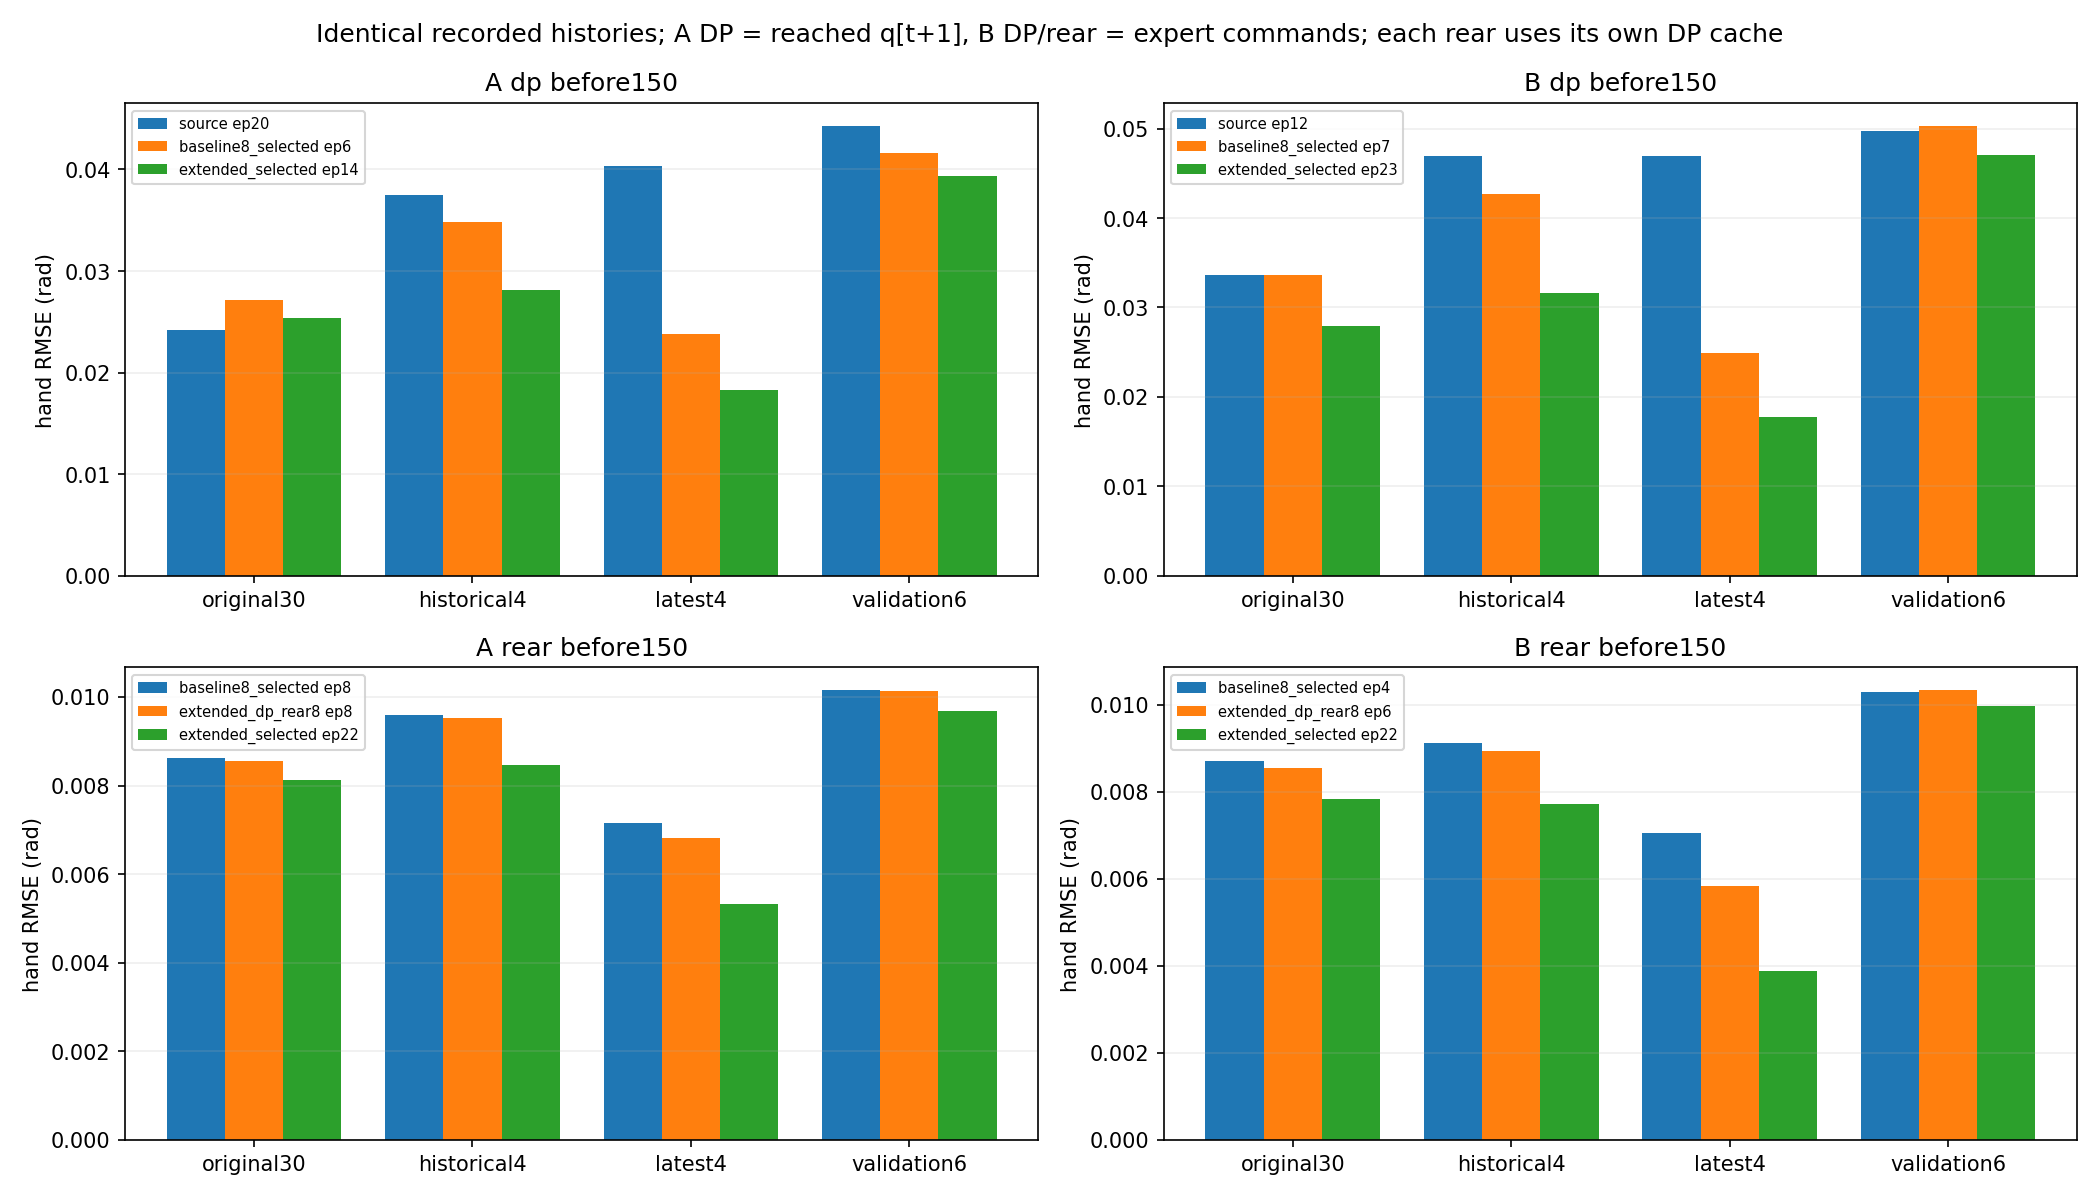 Identical recorded histories; A DP = reached q[t+1], B DP/rear = expert commands; each rear uses its own DP cache
A dp before150
source ep20
baseline8_selected ep6
extended_selected ep14
hand RMSE (rad)
0.04
0.03
0.02
0.01
0.00
original30
historical4
latest4
validation6
B dp before150
source ep12
baseline8_selected ep7
extended_selected ep23
hand RMSE (rad)
0.05
0.04
0.03
0.02
0.01
0.00
original30
historical4
latest4
validation6
A rear before150
baseline8_selected ep8
extended_dp_rear8 ep8
extended_selected ep22
hand RMSE (rad)
0.010
0.008
0.006
0.004
0.002
0.000
original30
historical4
latest4
validation6
B rear before150
baseline8_selected ep4
extended_dp_rear8 ep6
extended_selected ep22
hand RMSE (rad)
0.010
0.008
0.006
0.004
0.002
0.000
original30
historical4
latest4
validation6